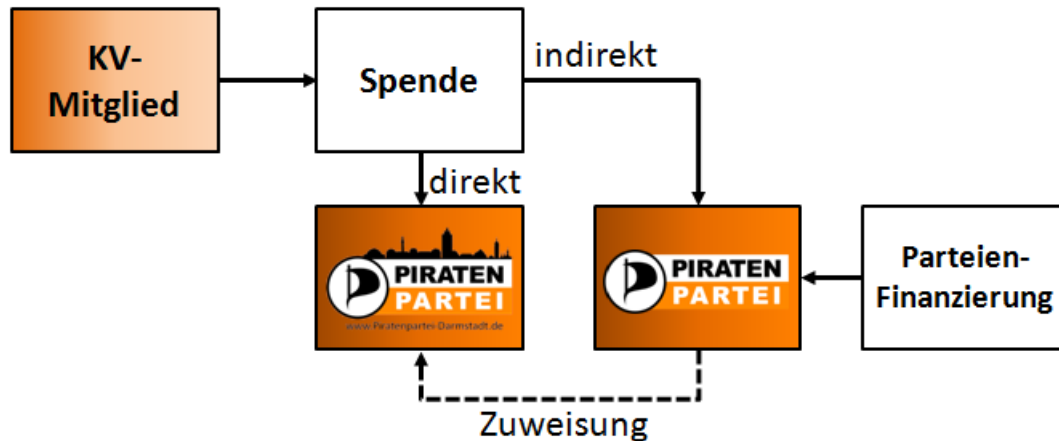 KV-
Mitglied
Spende
indirekt
direkt
PIRATEN
PARTEI
www.Piratenpartei-Darmstadt.de
PIRATEN
PARTEI
Parteien-
Finanzierung
Zuweisung